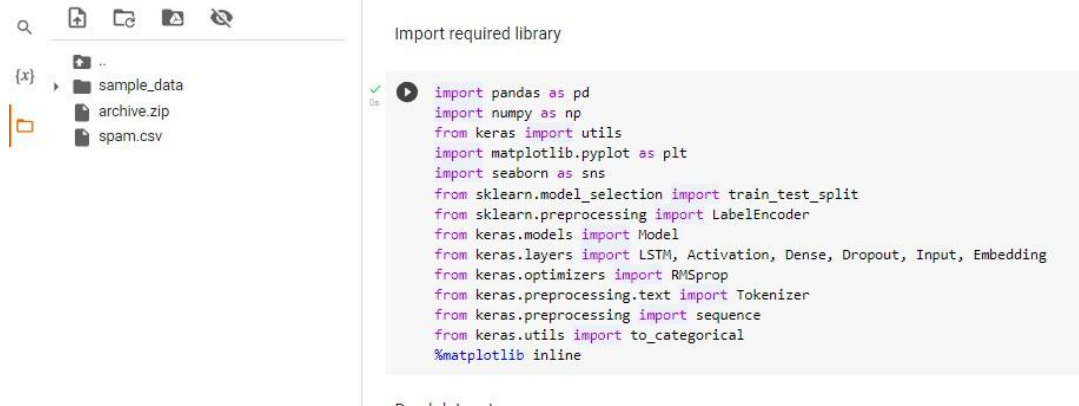 Import required library
{x}
..
sample_data
archive.zip
spam.csv
0s
import pandas as pd
import numpy as np
from keras import utils
import matplotlib.pyplot as plt
import seaborn as sns
from sklearn.model_selection import train_test_split
from sklearn.preprocessing import LabelEncoder
from keras.models import Model
from keras.layers import LSTM, Activation, Dense, Dropout, Input, Embedding
from keras.optimizers import RMSprop
from keras.preprocessing.text import Tokenizer
from keras.preprocessing import sequence
from keras.utils import to_categorical
%matplotlib inline